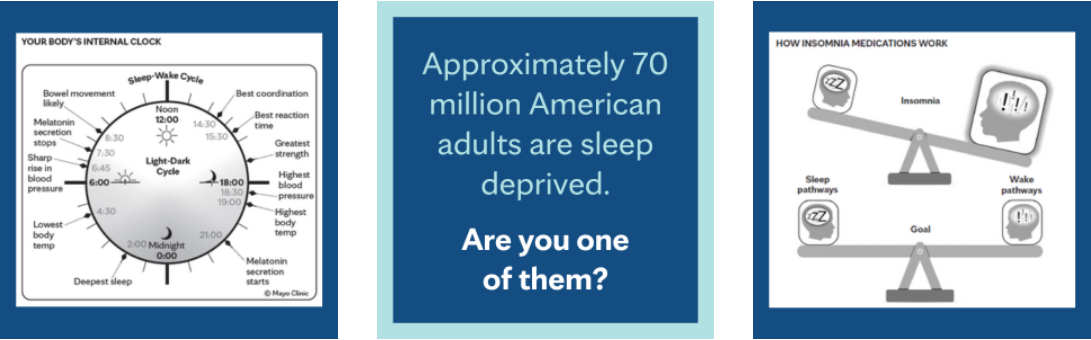 YOUR BODY'S INTERNAL CLOCK
Sleep-Wake Cycle
Noon
12:00
Bowel movement
likely
8:30
Melatonin
secretion
stops
7:30
Sharp
rise in
blood
pressure
6:45
6:00
Lowest
body
temp
4:30
Deepest sleep
2:00
Midnight
0:00
Light-Dark
Cycle
Best coordination
14:30
Best reaction
time
15:30
Greatest
strength
18:00
Highest
blood
pressure
18:30
Highest
body
temp
19:00
Melatonin
secretion
starts
21:00
© Mayo Clinic
Approximately 70
million American
adults are sleep
deprived.
Are you one
of them?
HOW INSOMNIA MEDICATIONS WORK
zZZ
Insomnia
!!!
Sleep
pathways
Wake
pathways
zZZ
Goal
!!!